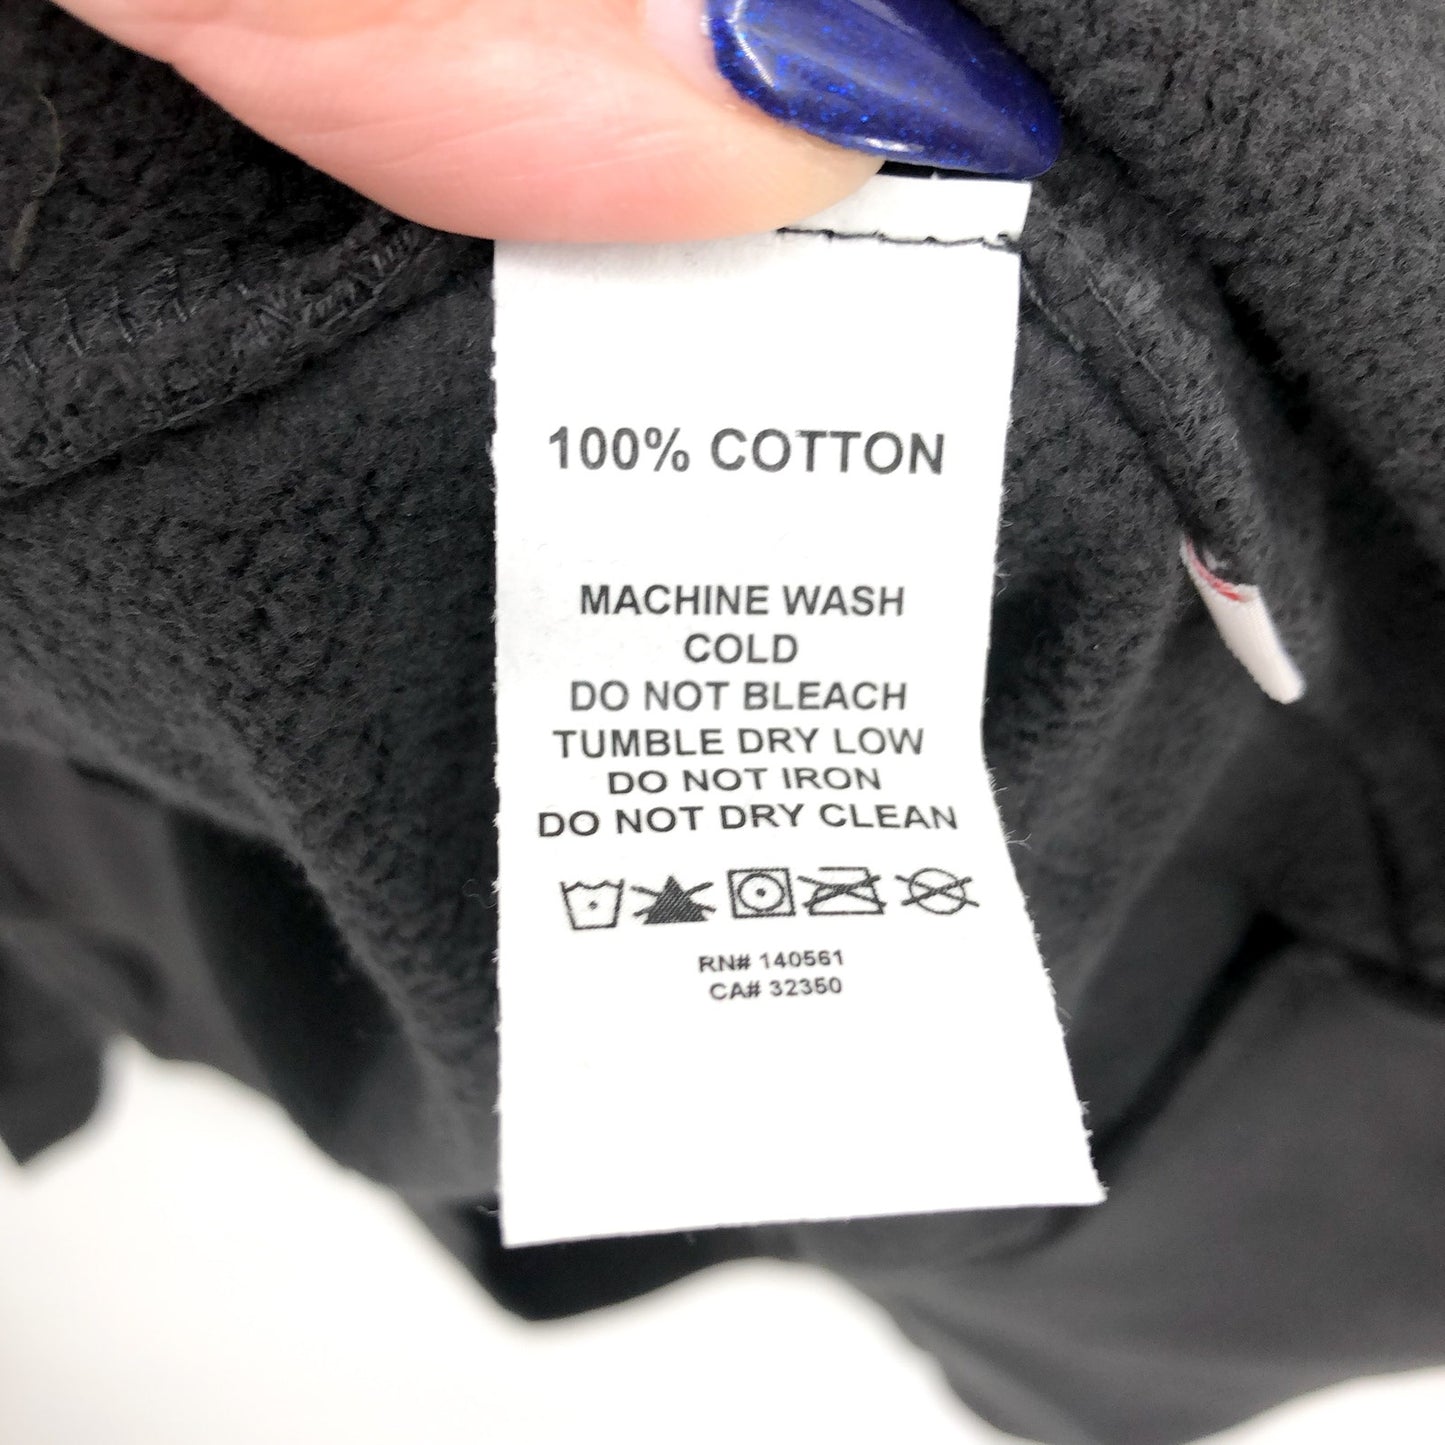 100% COTTON
MACHINE WASH
COLD
DO NOT BLEACH
TUMBLE DRY LOW
DO NOT IRON
DO NOT DRY CLEAN
RN# 140561
CA# 32350